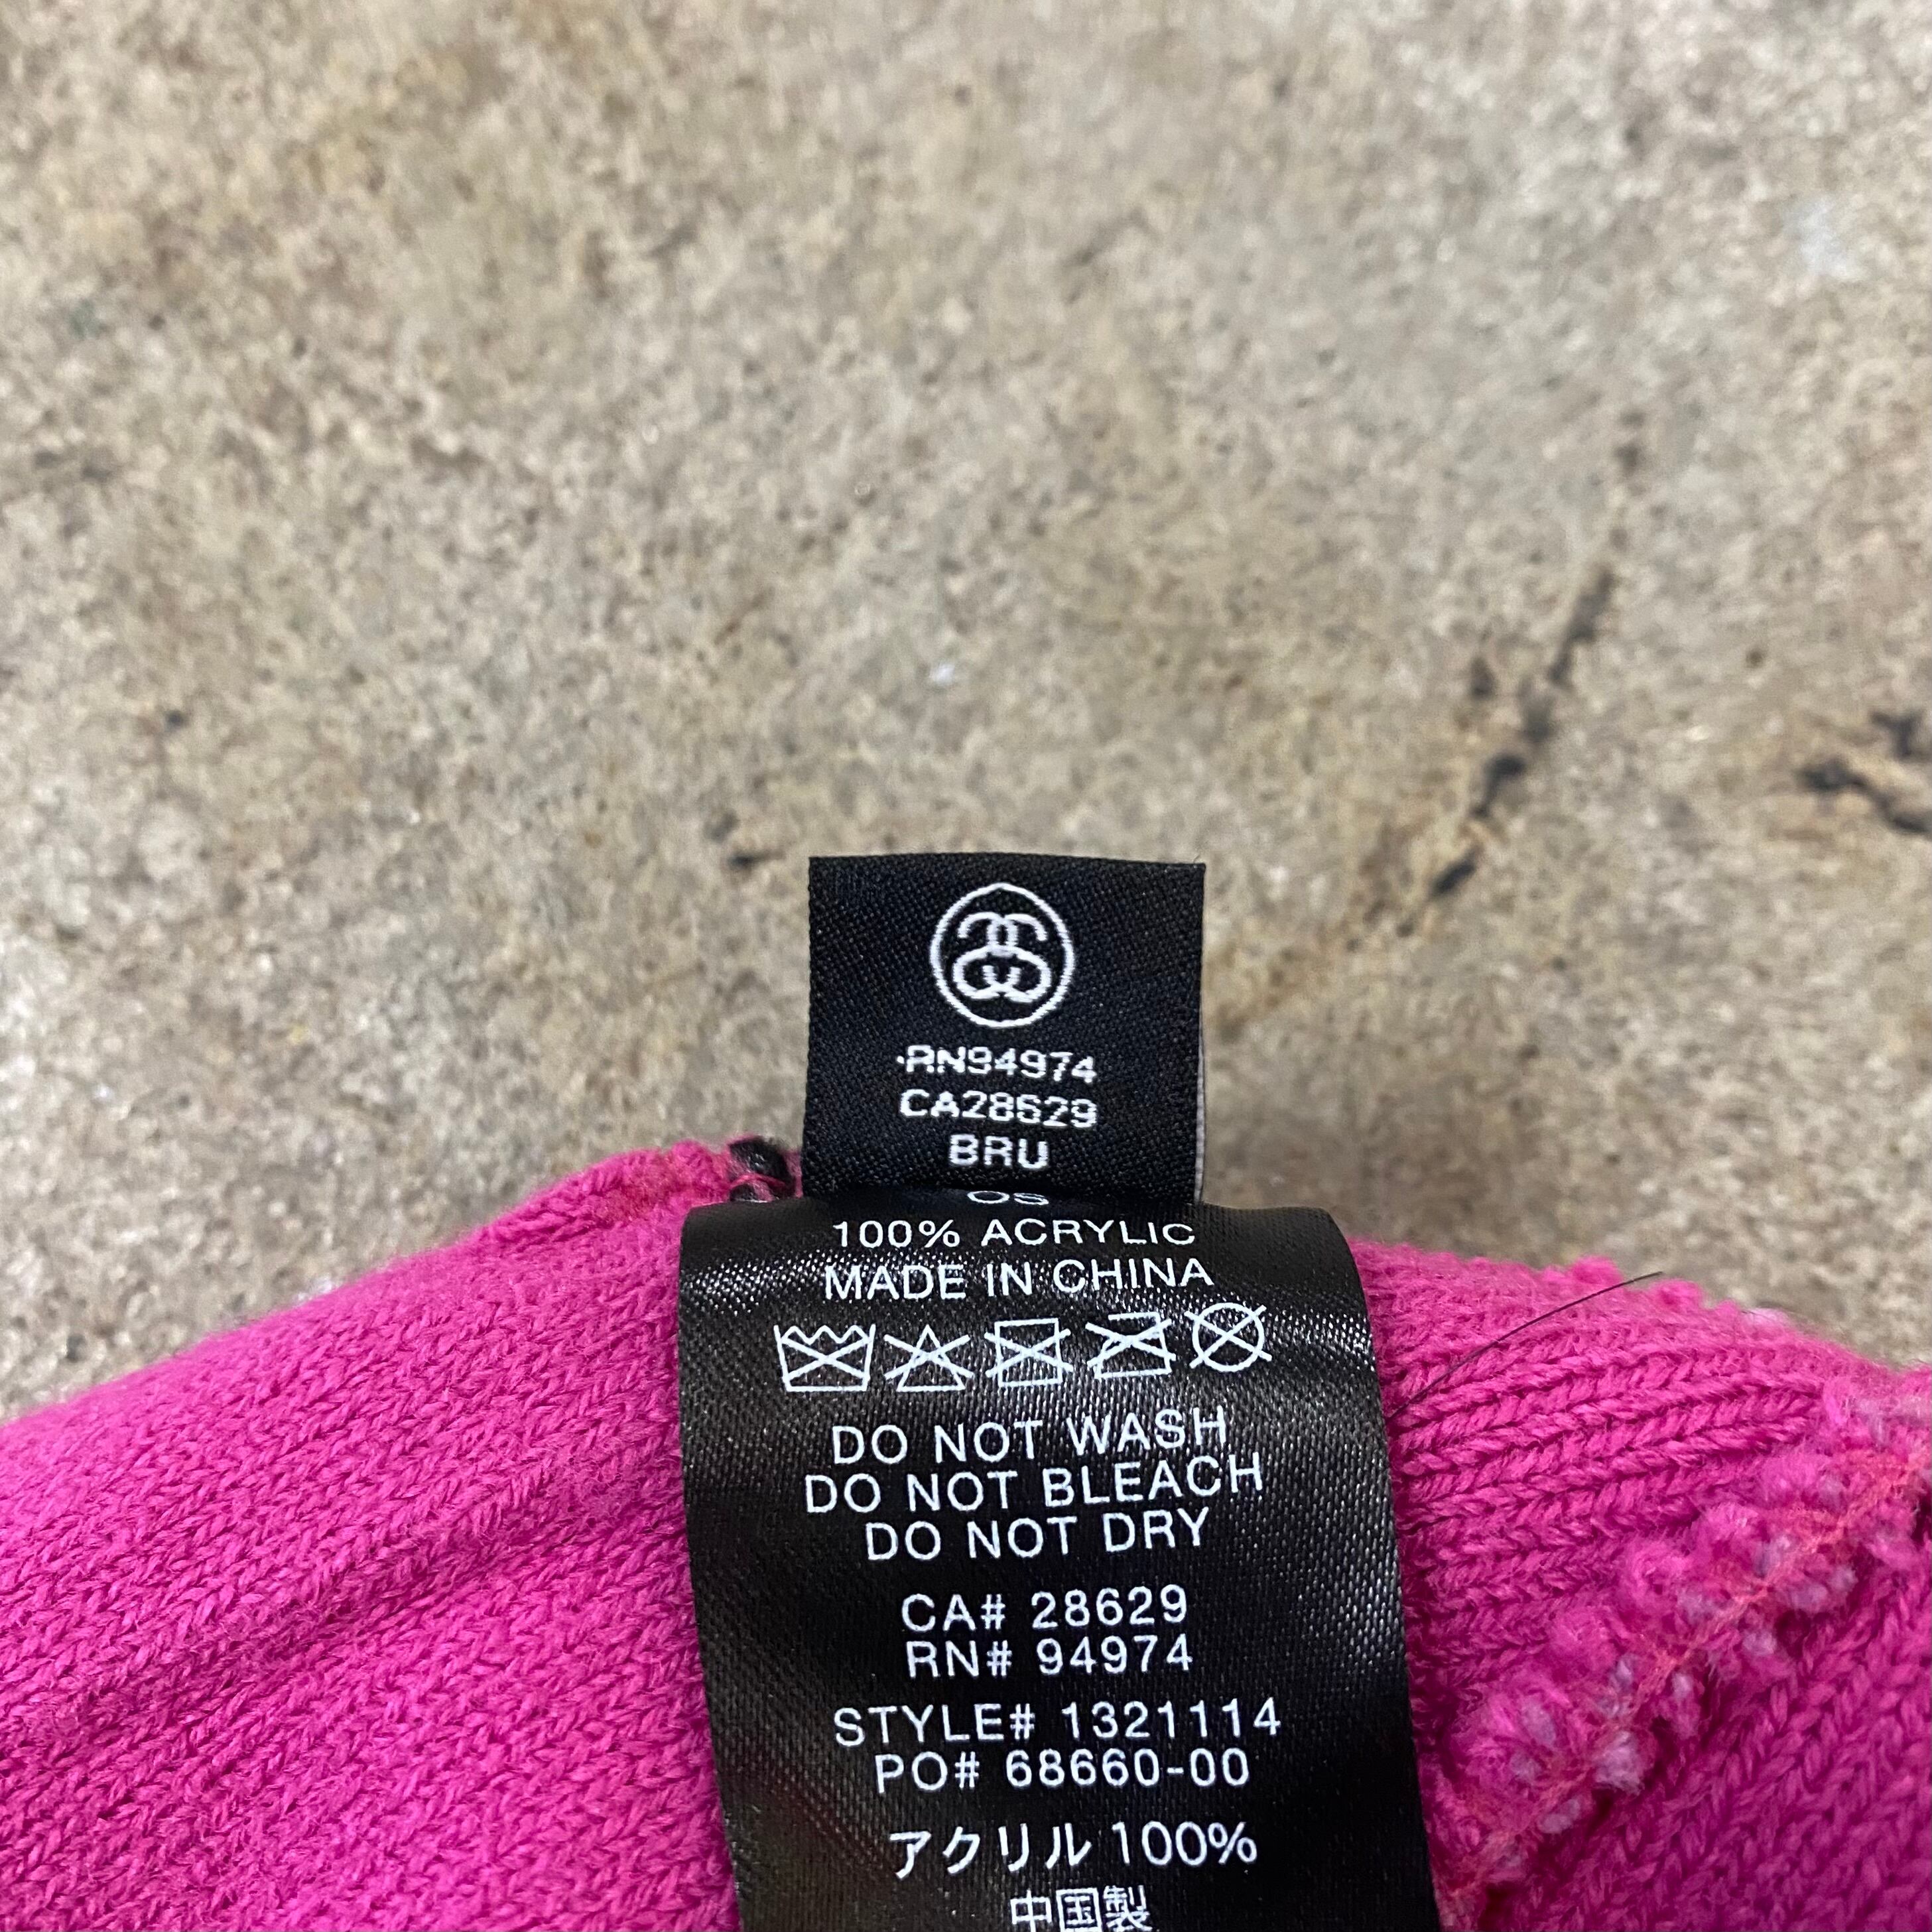 RN94974
CA28629
BRU
OS
100% ACRYLIC
MADE IN CHINA
DO NOT WASH
DO NOT BLEACH
DO NOT DRY
CA# 28629
RN# 94974
STYLE# 1321114
PO# 68660-00
アクリル 100%
中国製